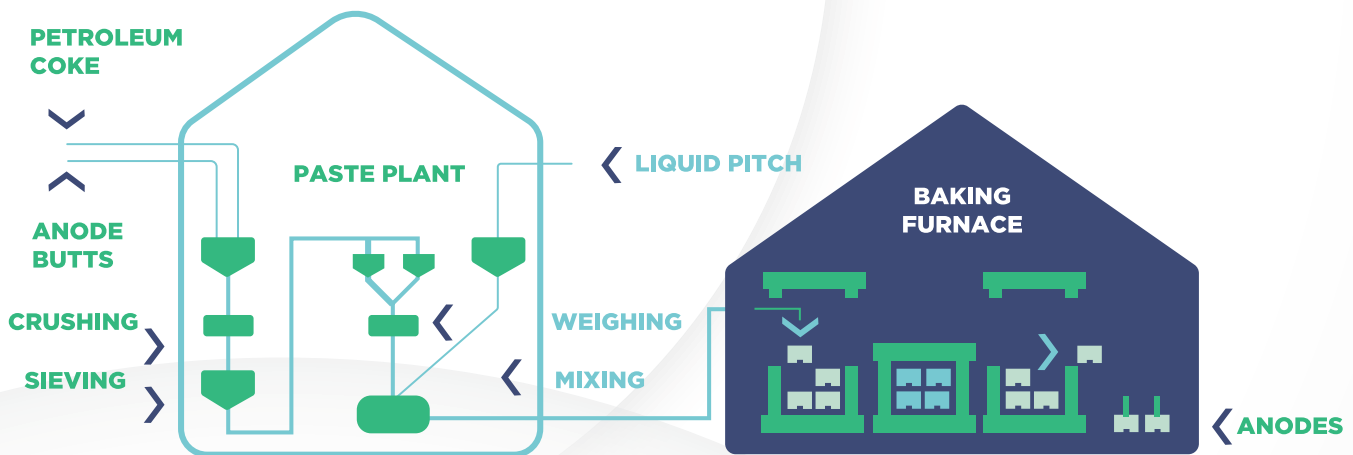 PETROLEUM
COKE
PASTE PLANT
LIQUID PITCH
ANODE
BUTTS
BAKING
FURNACE
CRUSHING
WEIGHING
SIEVING
MIXING
ANODES